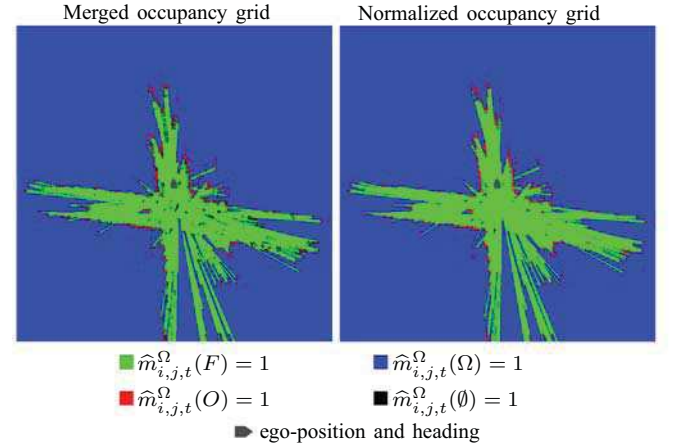 Merged occupancy grid Normalized occupancy grid
m̂^Ω_{i,j,t}(F) = 1 m̂^Ω_{i,j,t}(Ω) = 1
m̂^Ω_{i,j,t}(O) = 1 m̂^Ω_{i,j,t}(∅) = 1
ego-position and heading